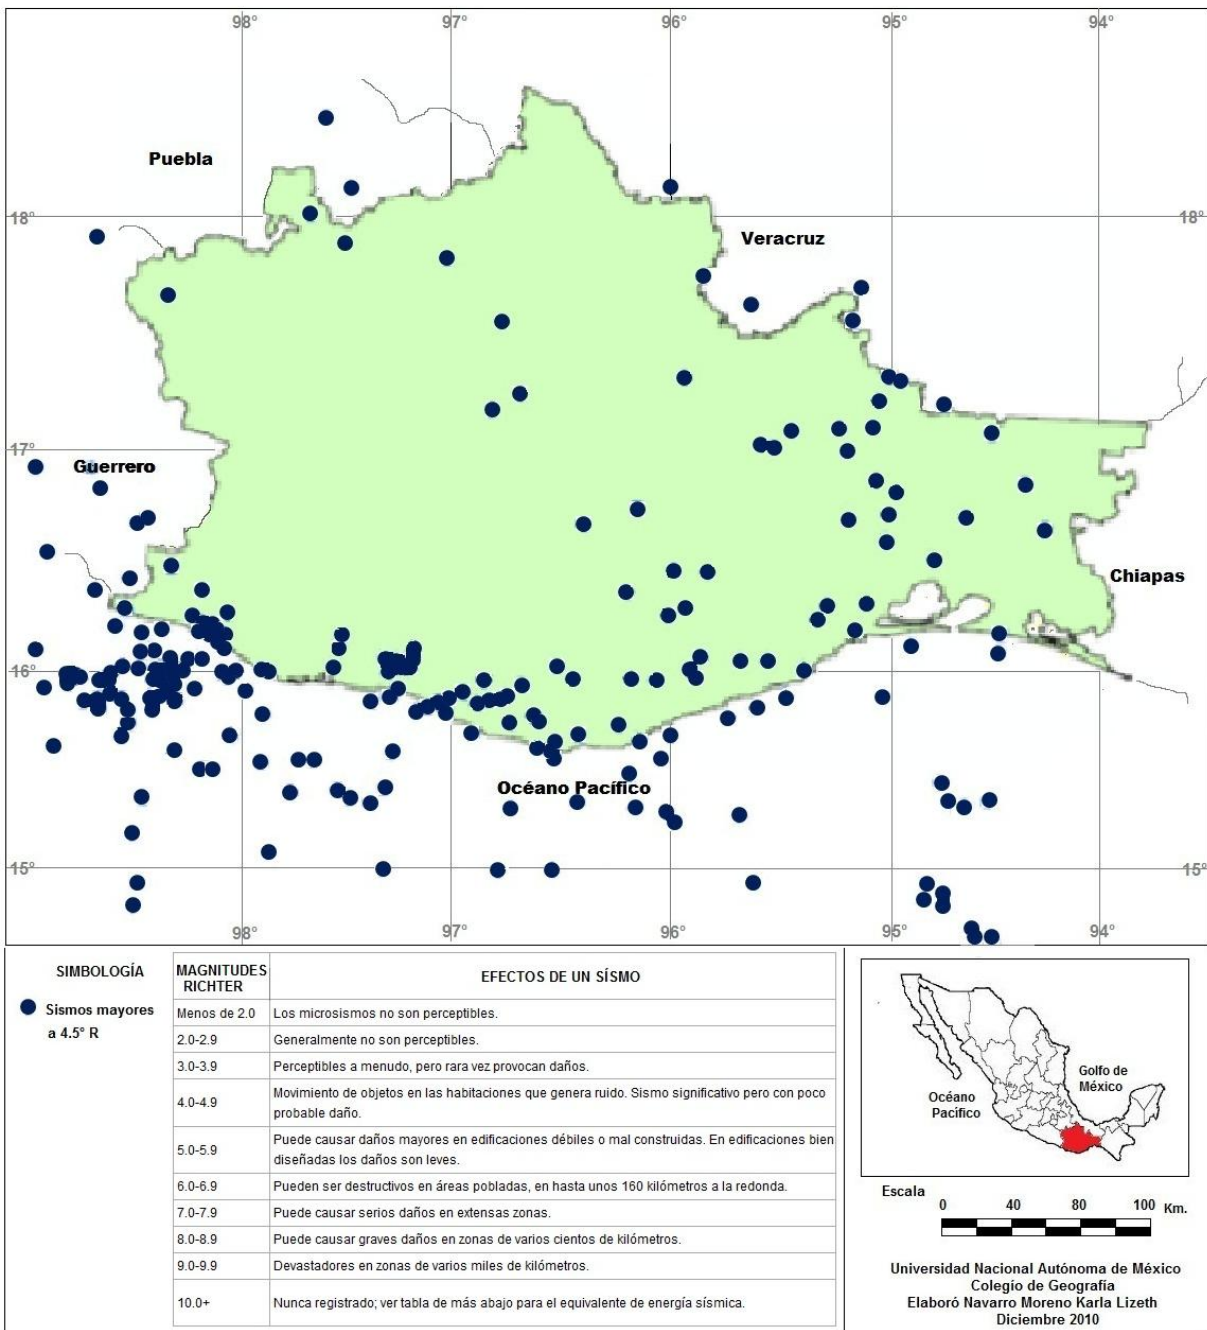 98° 97° 96° 95° 94°
Puebla
18° 18°
Veracruz
17°
Guerrero
Chiapas
16°
Océano Pacífico
15° 15°
98° 97° 96° 95° 94°
SIMBOLOGÍA
Sismos mayores
a 4.5° R
MAGNITUDES
RICHTER
EFECTOS DE UN SÍSMO
Menos de 2.0 Los microsismos no son perceptibles.
2.0-2.9 Generalmente no son perceptibles.
3.0-3.9 Perceptibles a menudo, pero rara vez provocan daños.
4.0-4.9 Movimiento de objetos en las habitaciones que genera ruido. Sismo significativo pero con poco
probable daño.
5.0-5.9 Puede causar daños mayores en edificaciones débiles o mal construidas. En edificaciones bien
diseñadas los daños son leves.
6.0-6.9 Pueden ser destructivos en áreas pobladas, en hasta unos 160 kilómetros a la redonda.
7.0-7.9 Puede causar serios daños en extensas zonas.
8.0-8.9 Puede causar graves daños en zonas de varios cientos de kilómetros.
9.0-9.9 Devastadores en zonas de varios miles de kilómetros.
10.0+ Nunca registrado; ver tabla de más abajo para el equivalente de energía sísmica.
Golfo de
México
Océano
Pacífico
Escala
0 40 80 100 Km.
Universidad Nacional Autónoma de México
Colegio de Geografía
Elaboró Navarro Moreno Karla Lizeth
Diciembre 2010